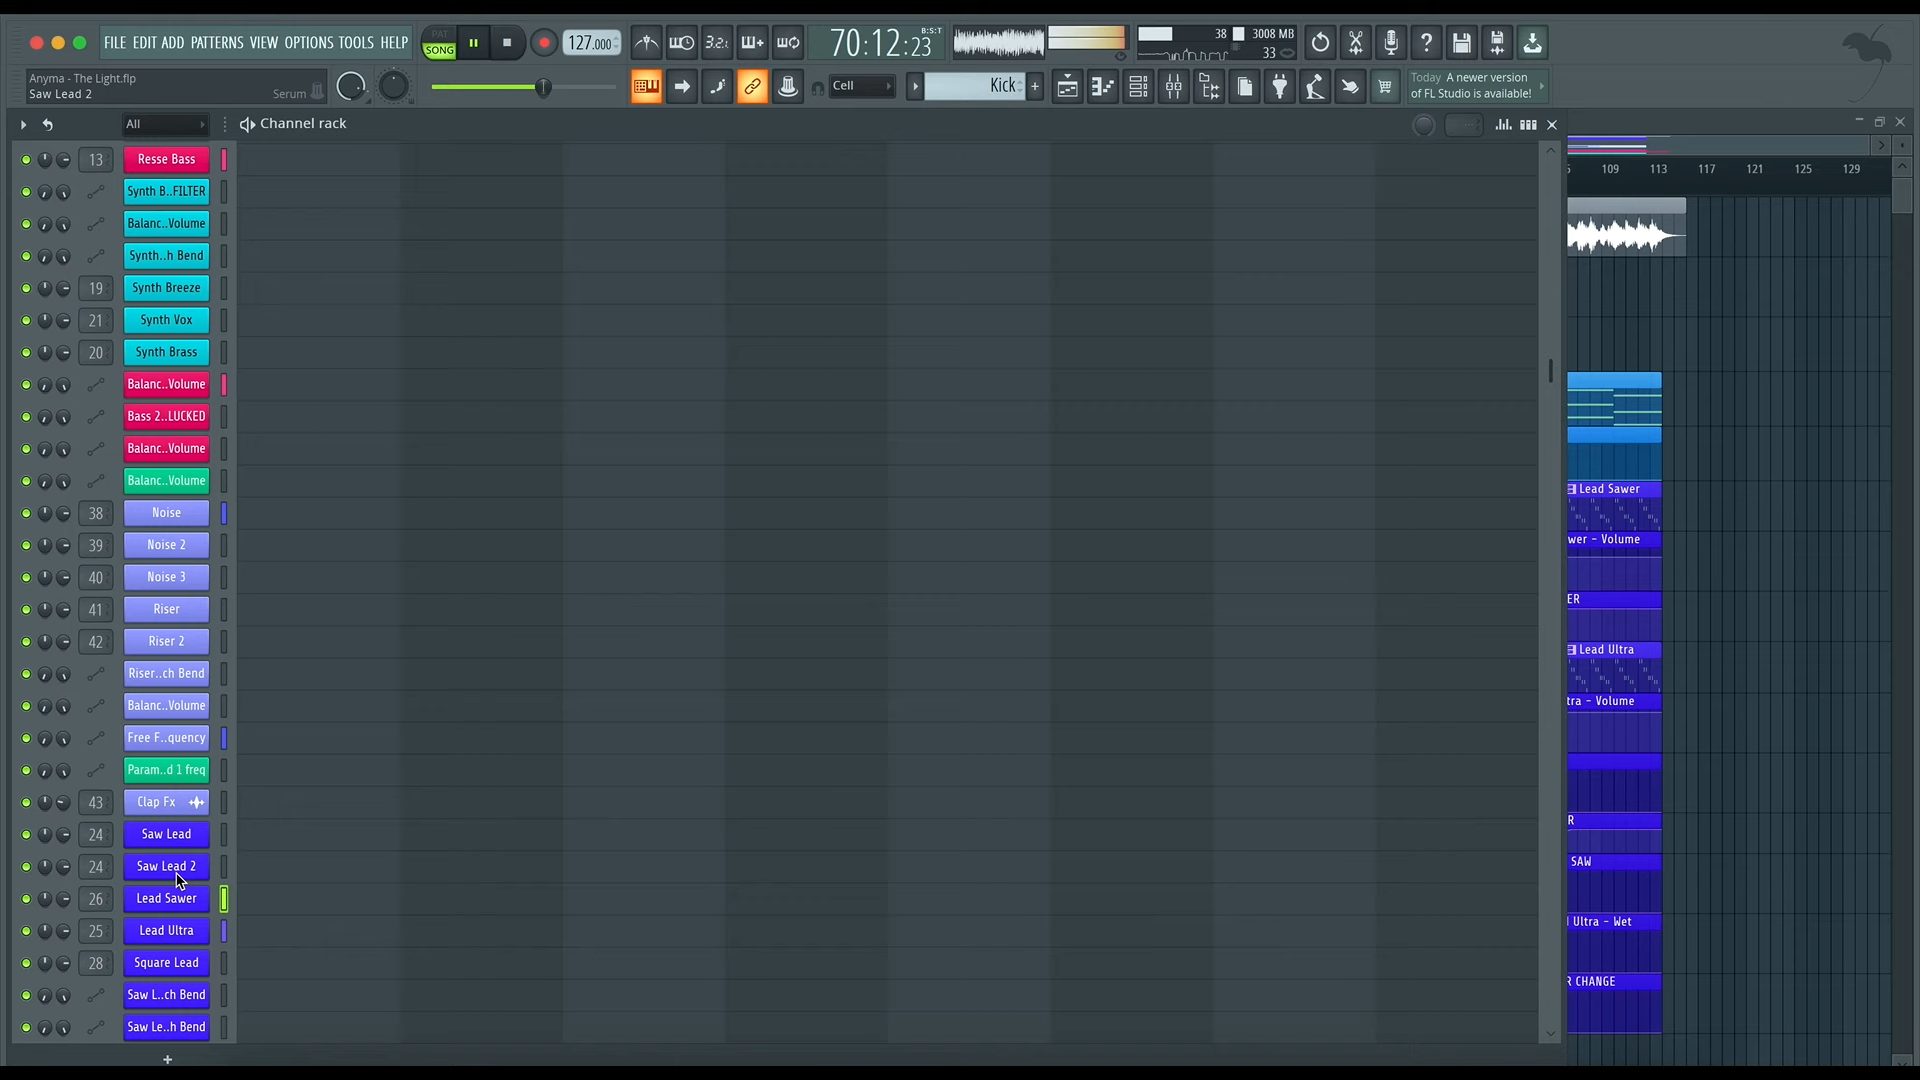 FILE EDIT ADD PATTERNS VIEW OPTIONS TOOLS HELP
PAT
SONG
127.000
3.2.
70:12:23
B:S:T
38
3008 MB
33
Anyma - The Light.flp
Saw Lead 2
Serum
Cell
Kick
+
Today A newer version
of FL Studio is available!
All
Channel rack
13 Resse Bass
Synth B..FILTER
Balanc..Volume
Synth..h Bend
19 Synth Breeze
21 Synth Vox
20 Synth Brass
Balanc..Volume
Bass 2..LUCKED
Balanc..Volume
Balanc..Volume
38 Noise
39 Noise 2
40 Noise 3
41 Riser
42 Riser 2
Riser..ch Bend
Balanc..Volume
Free F..quency
Param..d 1 freq
43 Clap Fx
24 Saw Lead
24 Saw Lead 2
26 Lead Sawer
25 Lead Ultra
28 Square Lead
Saw L..ch Bend
Saw Le..h Bend
+
109 113 117 121 125 129
Lead Sawer
wer - Volume
ER
Lead Ultra
tra - Volume
R
SAW
l Ultra - Wet
R CHANGE